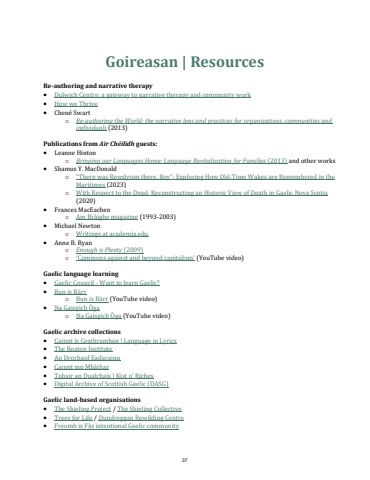 Goireasan | Resources
Re-authoring and narrative therapy
• Dulwich Centre: a gateway to narrative therapy and community work
• How we Thrive
• Chené Swart
o Re-authoring the World: the narrative lens and practices for organisations, communities and
individuals (2013)
Publications from Air Chéilidh guests:
• Leanne Hinton
o Bringing our Languages Home: Language Revitalization for Families (2013) and other works
• Shamus Y. MacDonald
o "There was Rowdyism there, Boy": Exploring How Old-Time Wakes are Remembered in the
Maritimes (2023)
o With Respect to the Dead: Reconstructing an Historic View of Death in Gaelic Nova Scotia
(2020)
• Frances MacEachen
o Am Bràighe magazine (1993-2003)
• Michael Newton
o Writings at academia.edu
• Anne B. Ryan
o Enough is Plenty (2009)
o 'Commons against and beyond capitalism' (YouTube video)
Gaelic language learning
• Gaelic Council - Want to learn Gaelic?
• Bun is Bàrr
o Bun is Bàrr (YouTube video)
• Na Gaisgich Òga
o Na Gaisgich Òga (YouTube video)
Gaelic archive collections
• Cainnt is Ceathramhan | Language in Lyrics
• The Beaton Institute
• An Drochaid Eadarainn
• Cainnt mo Mhàthar
• Tobair an Dualchais | Kist o' Riches
• Digital Archive of Scottish Gaelic (DASG)
Gaelic land-based organisations
• The Shieling Project / The Shieling Collective
• Trees for Life / Dundreggan Rewilding Centre
• Freumh is Fàs intentional Gaelic community
37